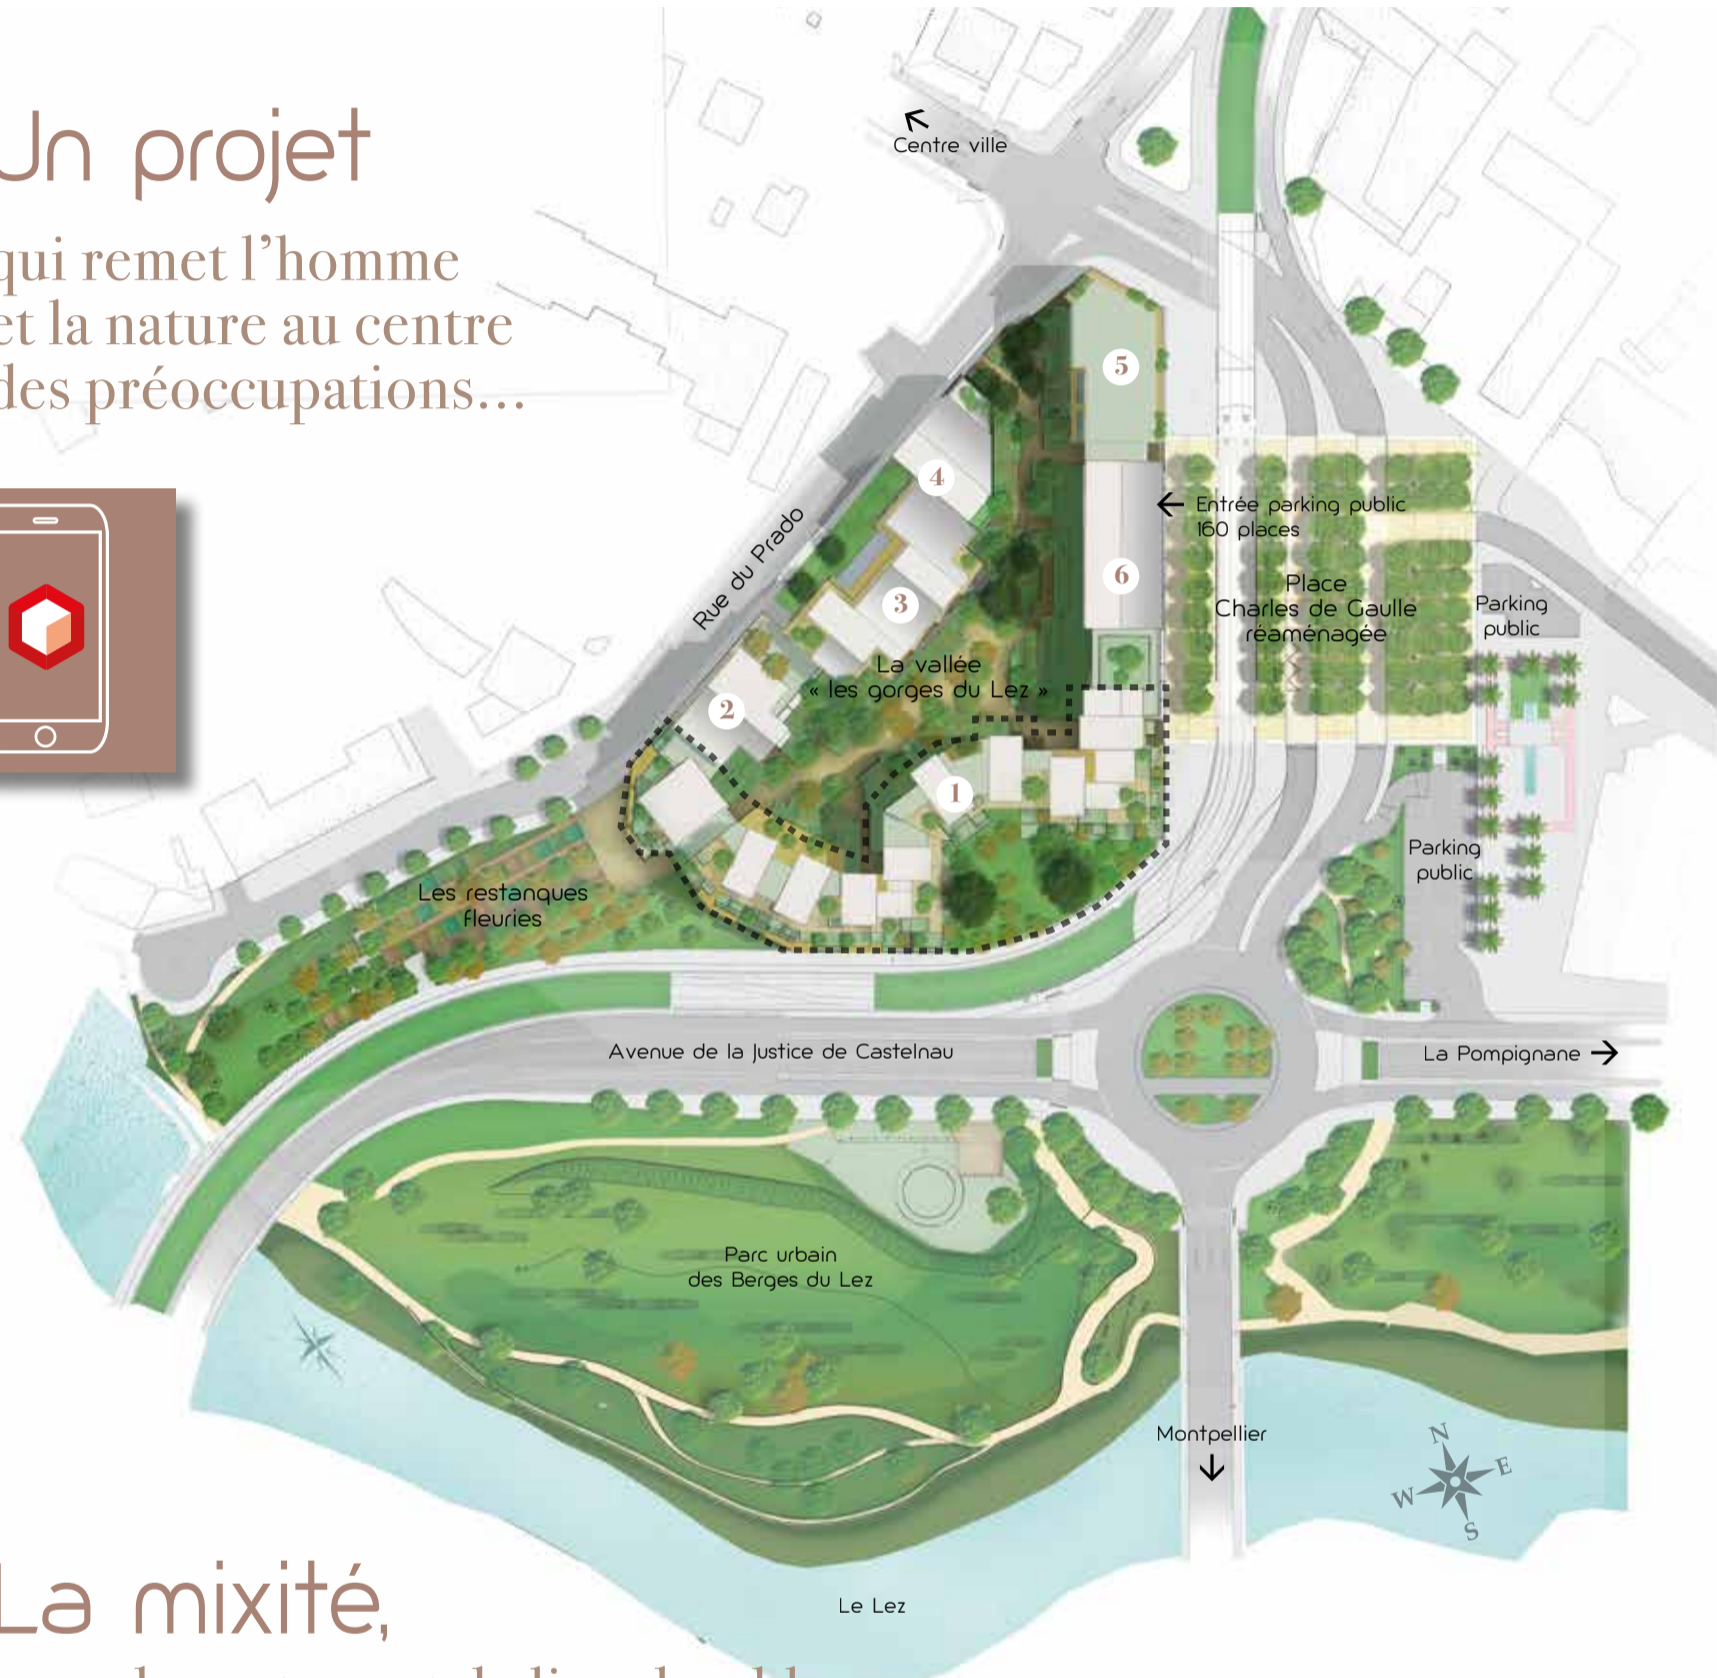 Un projet
qui remet l’homme
et la nature au centre
des préoccupations...
Centre ville
5
4
Entrée parking public
160 places
Rue du Prado
6
3
Place
Charles de Gaulle
réaménagée
Parking
public
La vallée
« les gorges du Lez »
2
1
Parking
public
Les restanques
fleuries
Avenue de la Justice de Castelnau
La Pompignane
Parc urbain
des Berges du Lez
Montpellier
N
E
W
S
Le Lez
La mixité,